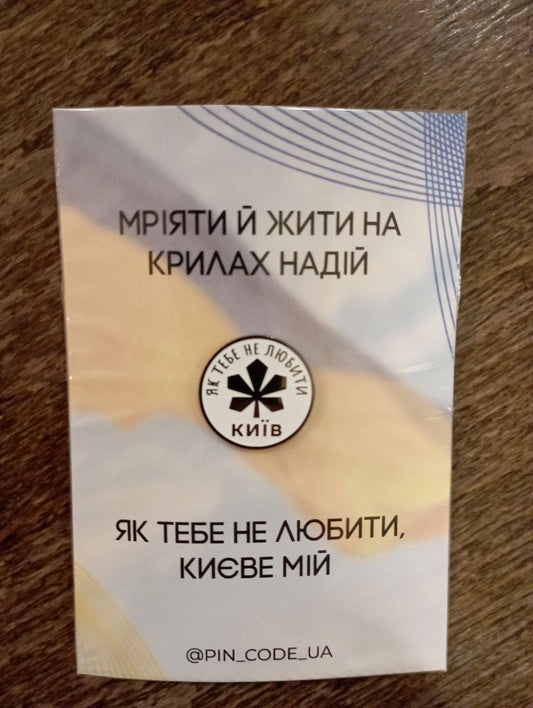 МРІЯТИ Й ЖИТИ НА
КРИЛАХ НАДІЙ
ЯК ТЕБЕ НЕ ЛЮБИТИ
КИЇВ
ЯК ТЕБЕ НЕ ЛЮБИТИ,
КИЄВЕ МІЙ
@PIN_CODE_UA